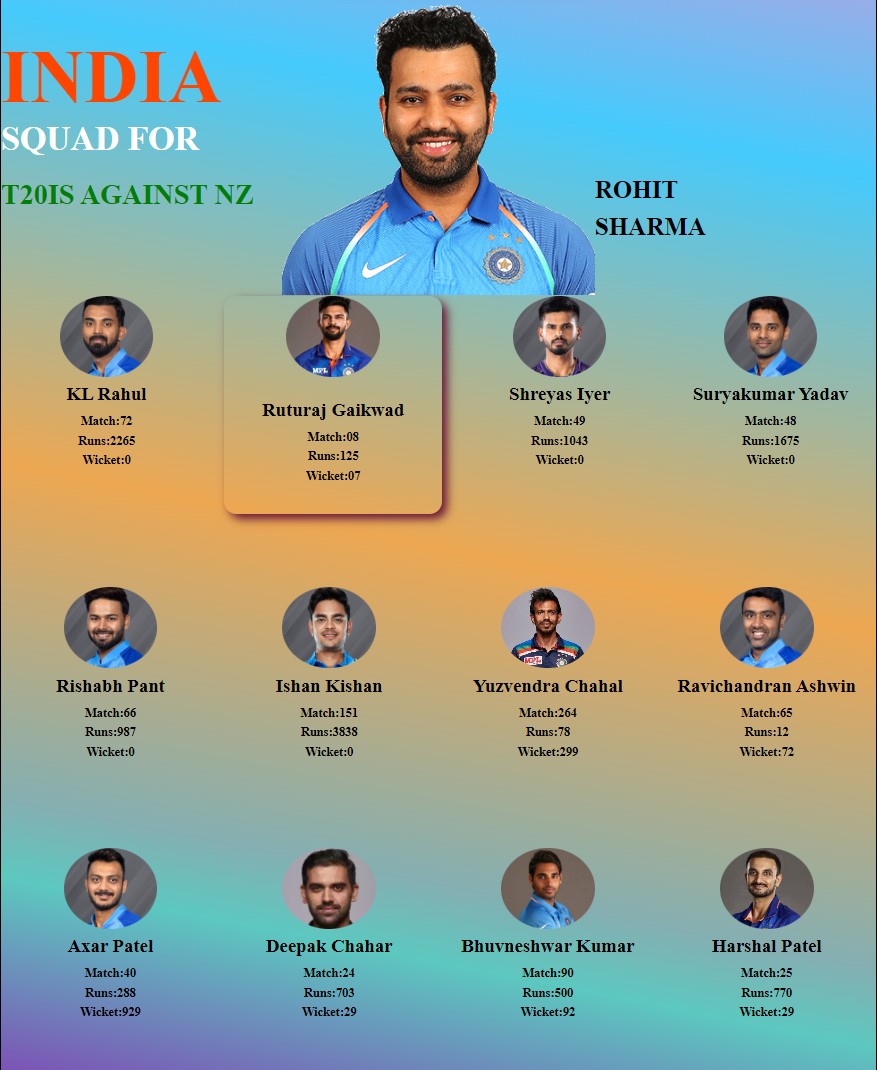 INDIA
SQUAD FOR
T20IS AGAINST NZ
ROHIT
SHARMA
KL Rahul
Match:72
Runs:2265
Wicket:0
MPL
Ruturaj Gaikwad
Match:08
Runs:125
Wicket:07
Shreyas Iyer
Match:49
Runs:1043
Wicket:0
Suryakumar Yadav
Match:48
Runs:1675
Wicket:0
Rishabh Pant
Match:66
Runs:987
Wicket:0
Ishan Kishan
Match:151
Runs:3838
Wicket:0
MPL
Yuzvendra Chahal
Match:264
Runs:78
Wicket:299
Ravichandran Ashwin
Match:65
Runs:12
Wicket:72
Axar Patel
Match:40
Runs:288
Wicket:929
Deepak Chahar
Match:24
Runs:703
Wicket:29
Bhuvneshwar Kumar
Match:90
Runs:500
Wicket:92
Harshal Patel
Match:25
Runs:770
Wicket:29